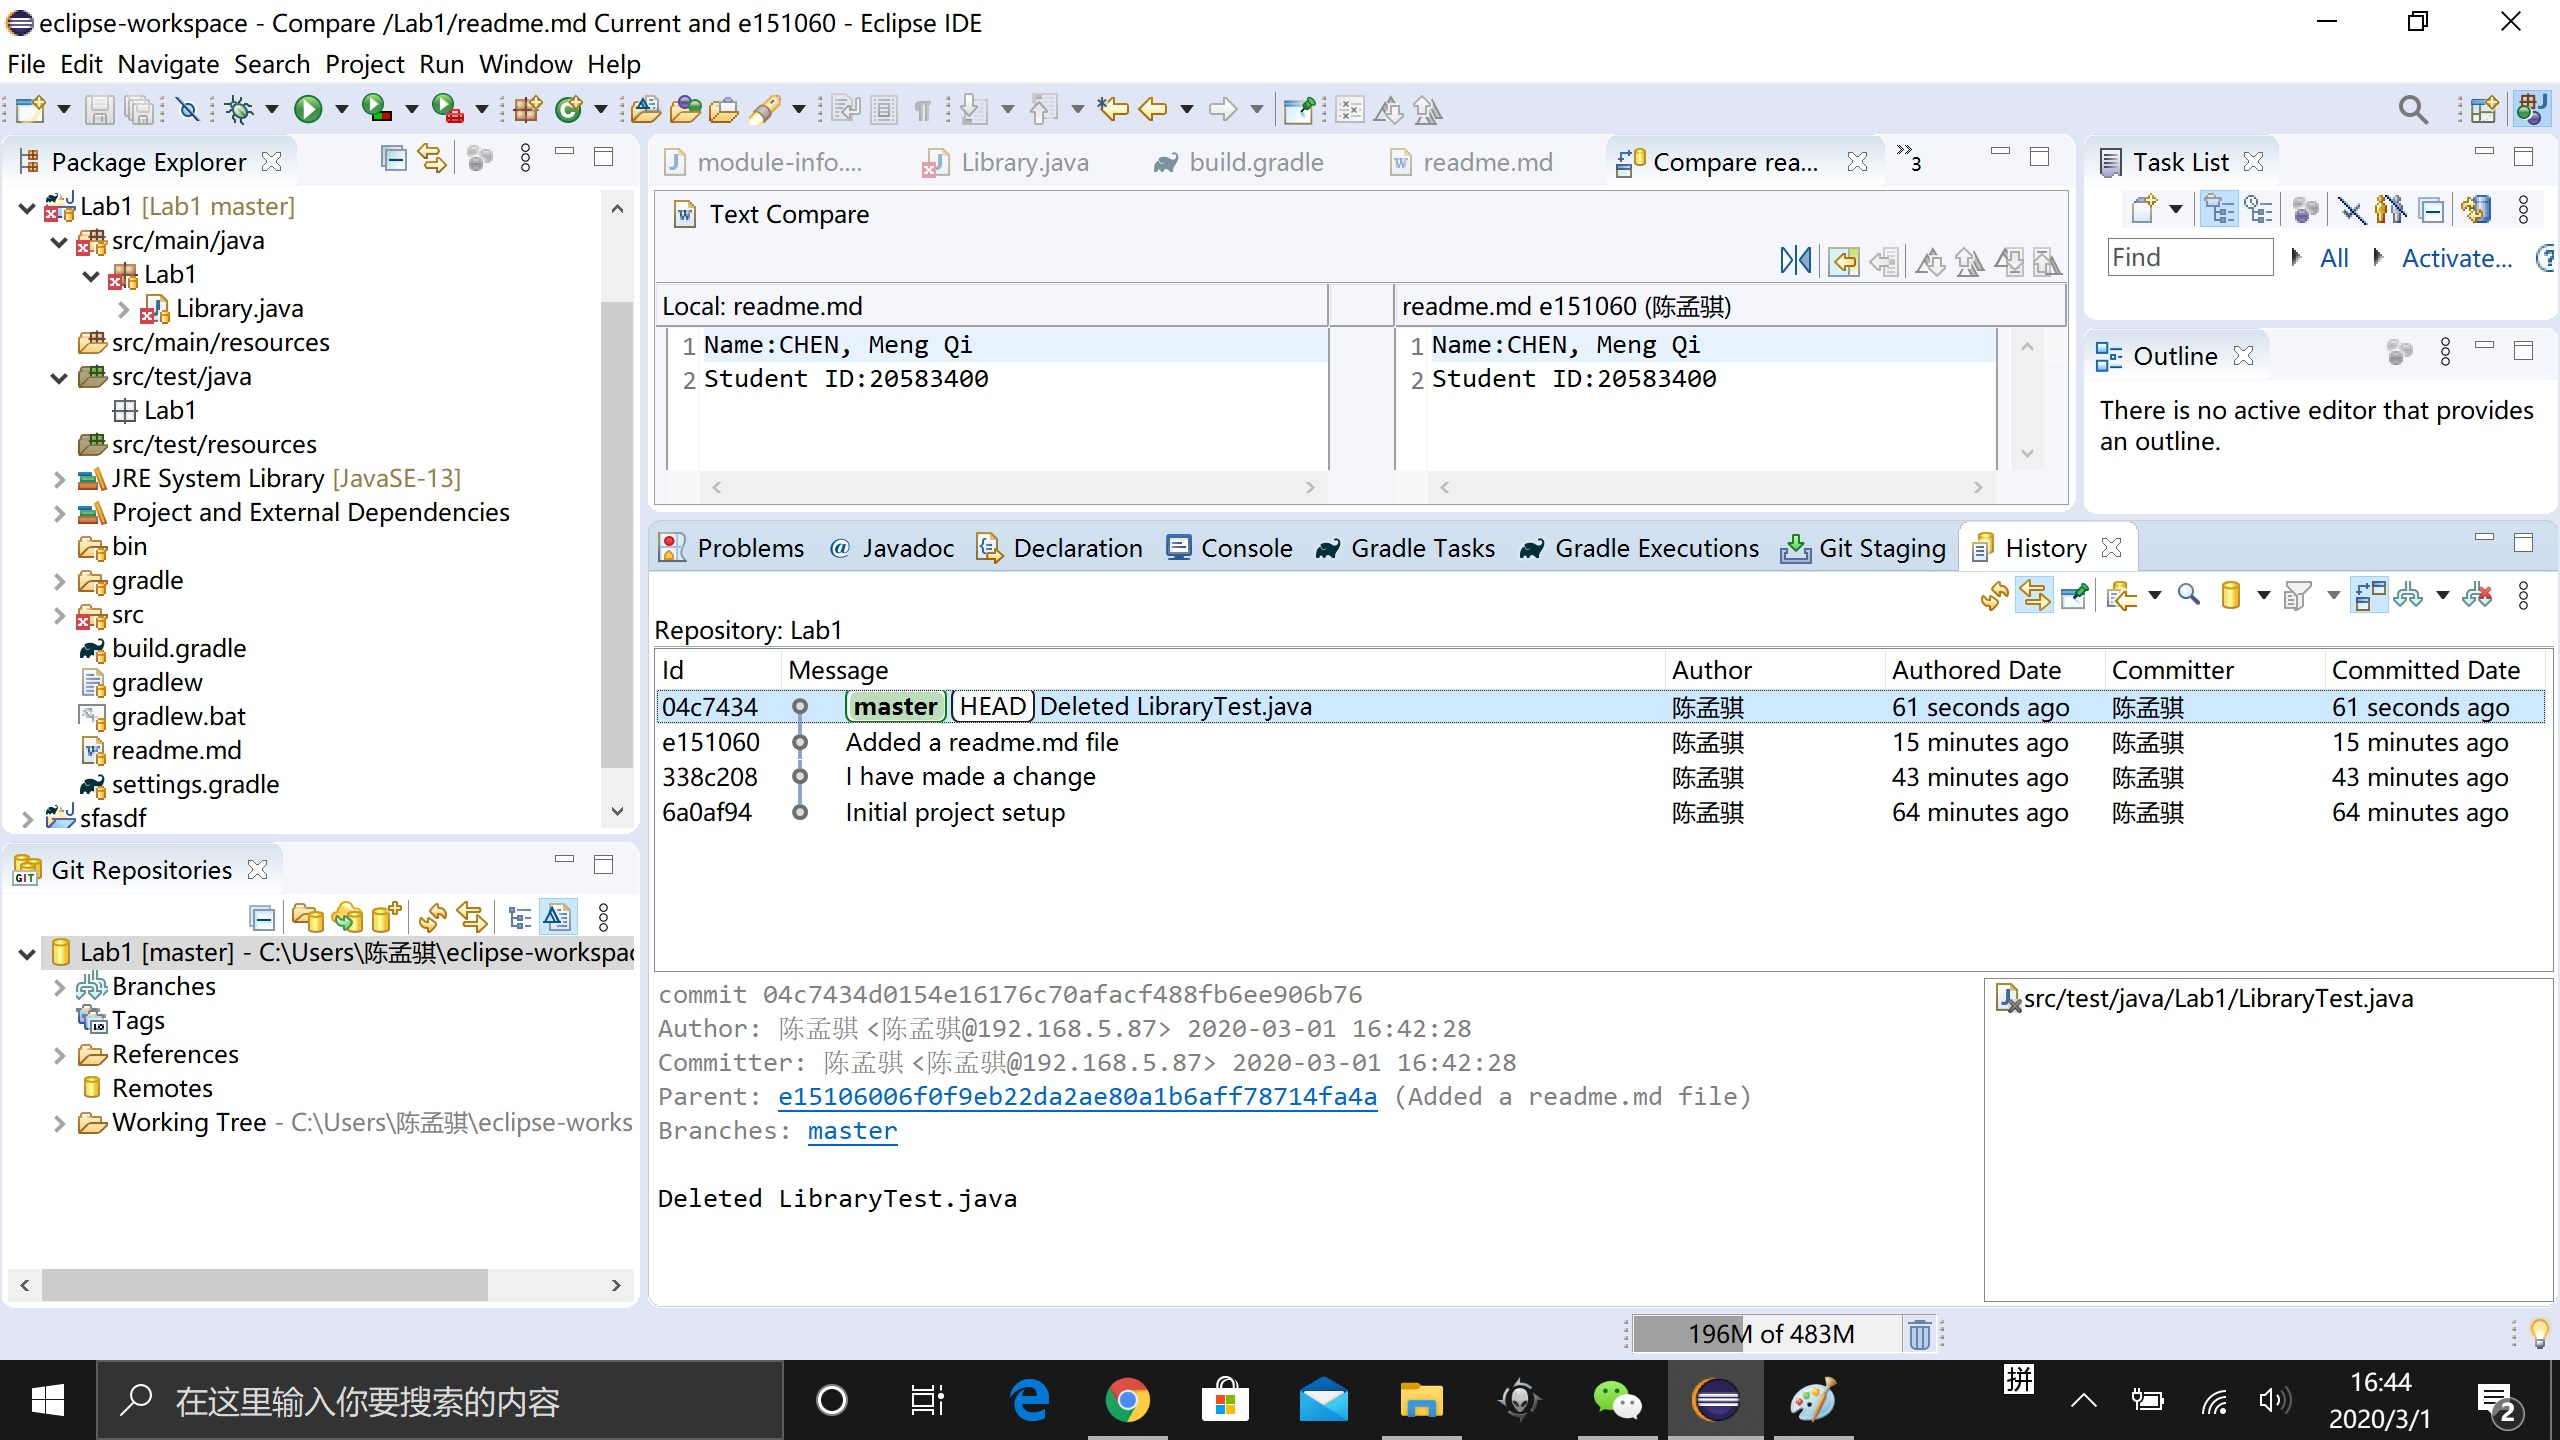 eclipse-workspace - Compare /Lab1/readme.md Current and e151060 - Eclipse IDE
File Edit Navigate Search Project Run Window Help
Package Explorer
Lab1 [Lab1 master]
src/main/java
Lab1
Library.java
src/main/resources
src/test/java
Lab1
src/test/resources
JRE System Library [JavaSE-13]
Project and External Dependencies
bin
gradle
src
build.gradle
gradlew
gradlew.bat
readme.md
settings.gradle
sfasdf
Git Repositories
Lab1 [master] - C:\Users\陈孟骐\eclipse-workspac
Branches
Tags
References
Remotes
Working Tree - C:\Users\陈孟骐\eclipse-works
module-info.... Library.java build.gradle readme.md Compare rea... »3
Text Compare
Local: readme.md
1 Name:CHEN, Meng Qi
2 Student ID:20583400
readme.md e151060 (陈孟骐)
1 Name:CHEN, Meng Qi
2 Student ID:20583400
Task List
Find All Activate...
Outline
There is no active editor that provides
an outline.
Problems @ Javadoc Declaration Console Gradle Tasks Gradle Executions Git Staging History
Repository: Lab1
Id Message Author Authored Date Committer Committed Date
04c7434 master HEAD Deleted LibraryTest.java 陈孟骐 61 seconds ago 陈孟骐 61 seconds ago
e151060 Added a readme.md file 陈孟骐 15 minutes ago 陈孟骐 15 minutes ago
338c208 I have made a change 陈孟骐 43 minutes ago 陈孟骐 43 minutes ago
6a0af94 Initial project setup 陈孟骐 64 minutes ago 陈孟骐 64 minutes ago
commit 04c7434d0154e16176c70afacf488fb6ee906b76
Author: 陈孟骐 <陈孟骐@192.168.5.87> 2020-03-01 16:42:28
Committer: 陈孟骐 <陈孟骐@192.168.5.87> 2020-03-01 16:42:28
Parent: e15106006f0f9eb22da2ae80a1b6aff78714fa4a (Added a readme.md file)
Branches: master
Deleted LibraryTest.java
src/test/java/Lab1/LibraryTest.java
196M of 483M
在这里输入你要搜索的内容
拼
16:44
2020/3/1
2